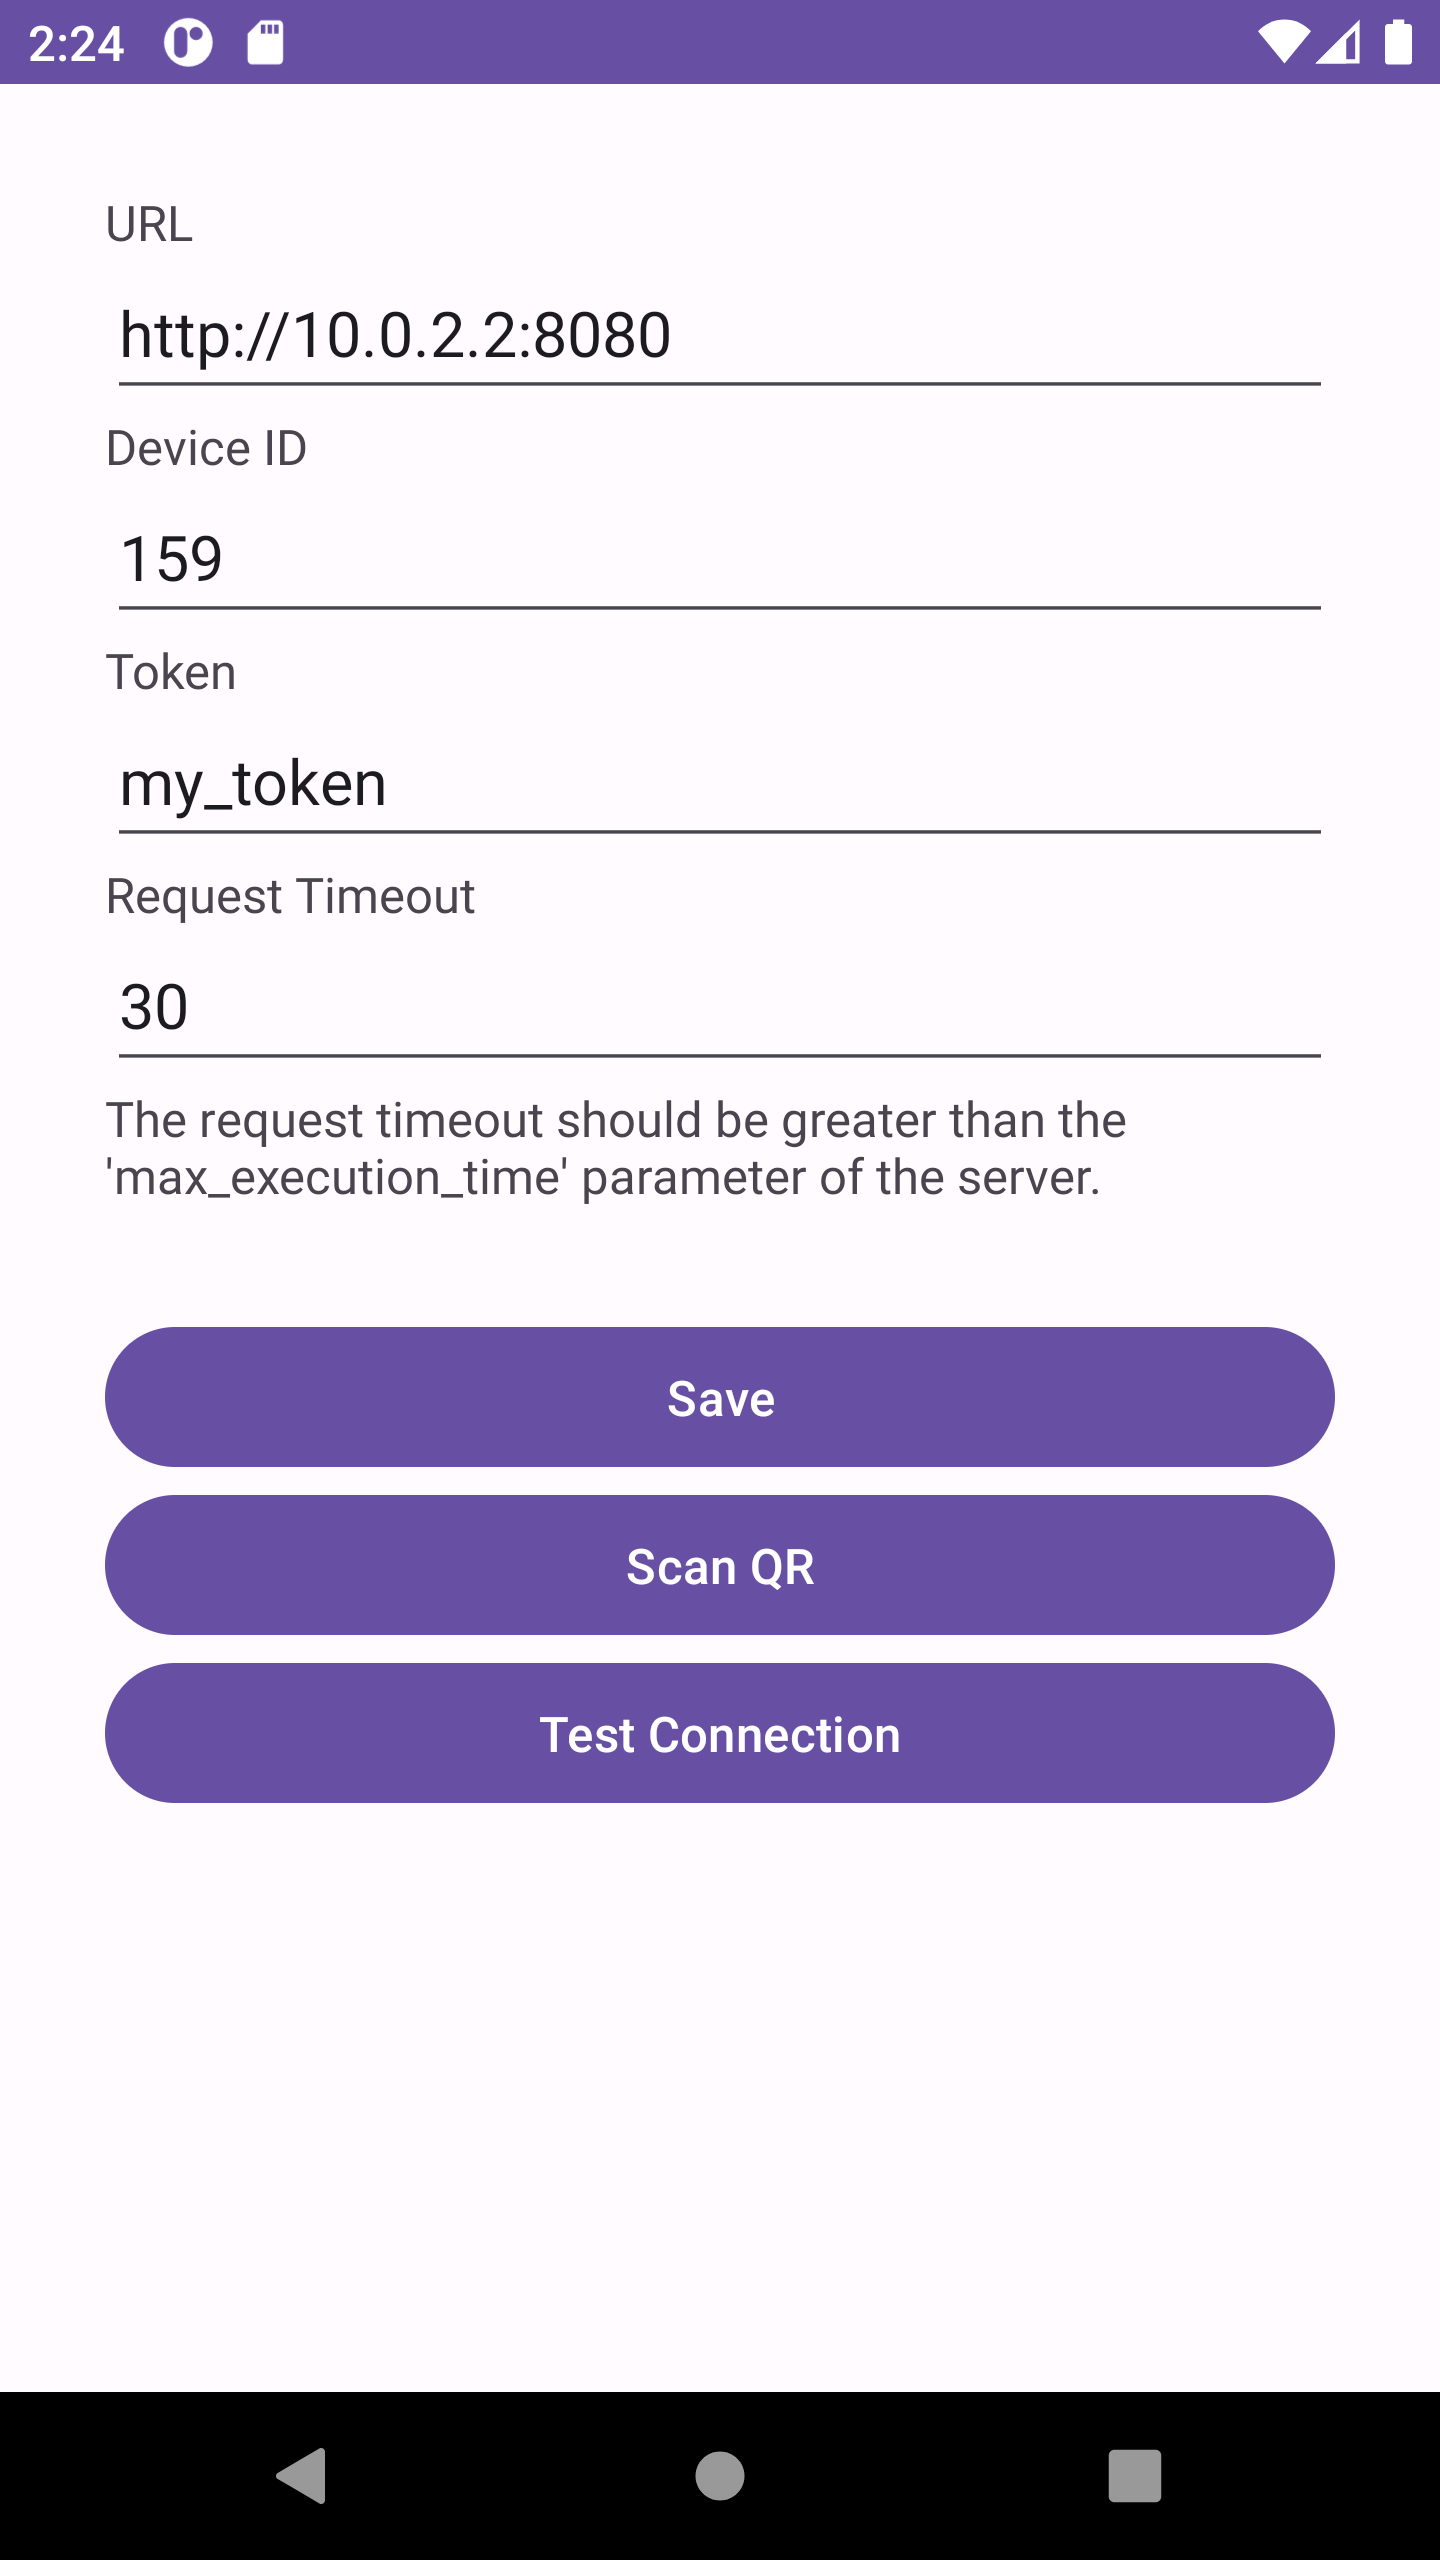 2:24
URL
http://10.0.2.2:8080
Device ID
159
Token
my_token
Request Timeout
30
The request timeout should be greater than the
'max_execution_time' parameter of the server.
Save
Scan QR
Test Connection